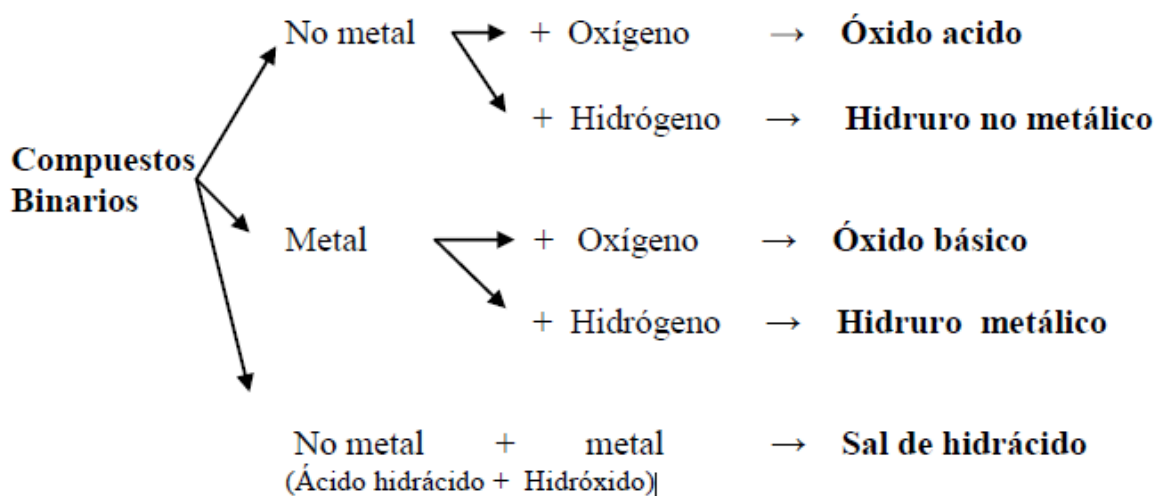 No metal + Oxígeno → Óxido acido
+ Hidrógeno → Hidruro no metálico
Compuestos
Binarios
Metal + Oxígeno → Óxido básico
+ Hidrógeno → Hidruro metálico
No metal + metal → Sal de hidrácido
(Ácido hidrácido + Hidróxido)